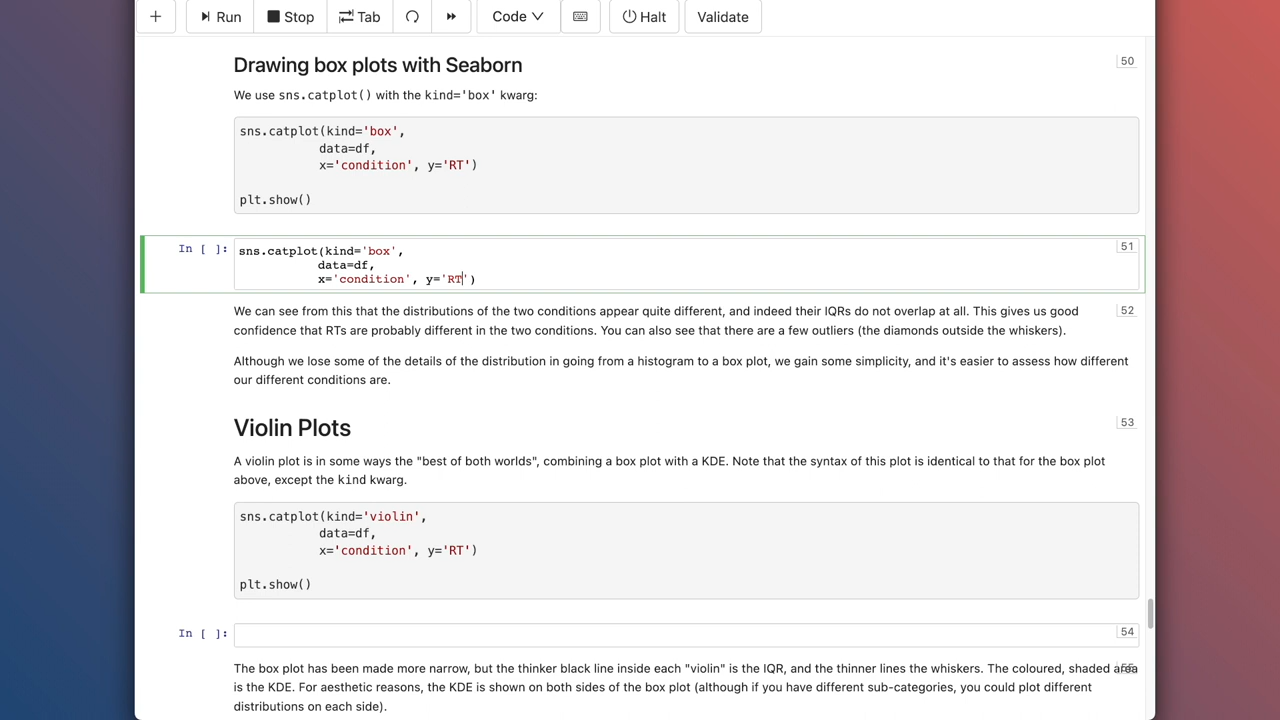 Run Stop Tab Code Halt Validate
Drawing box plots with Seaborn
50
We use sns.catplot() with the kind='box' kwarg:
sns.catplot(kind='box',
data=df,
x='condition', y='RT')
plt.show()
In [ ]:
sns.catplot(kind='box',
51
data=df,
x='condition', y='RT')
We can see from this that the distributions of the two conditions appear quite different, and indeed their IQRs do not overlap at all. This gives us good
52
confidence that RTs are probably different in the two conditions. You can also see that there are a few outliers (the diamonds outside the whiskers).
Although we lose some of the details of the distribution in going from a histogram to a box plot, we gain some simplicity, and it's easier to assess how different
our different conditions are.
Violin Plots
53
A violin plot is in some ways the "best of both worlds", combining a box plot with a KDE. Note that the syntax of this plot is identical to that for the box plot
above, except the kind kwarg.
sns.catplot(kind='violin',
data=df,
x='condition', y='RT')
plt.show()
In [ ]:
54
The box plot has been made more narrow, but the thinker black line inside each "violin" is the IQR, and the thinner lines the whiskers. The coloured, shaded area
55
is the KDE. For aesthetic reasons, the KDE is shown on both sides of the box plot (although if you have different sub-categories, you could plot different
distributions on each side).